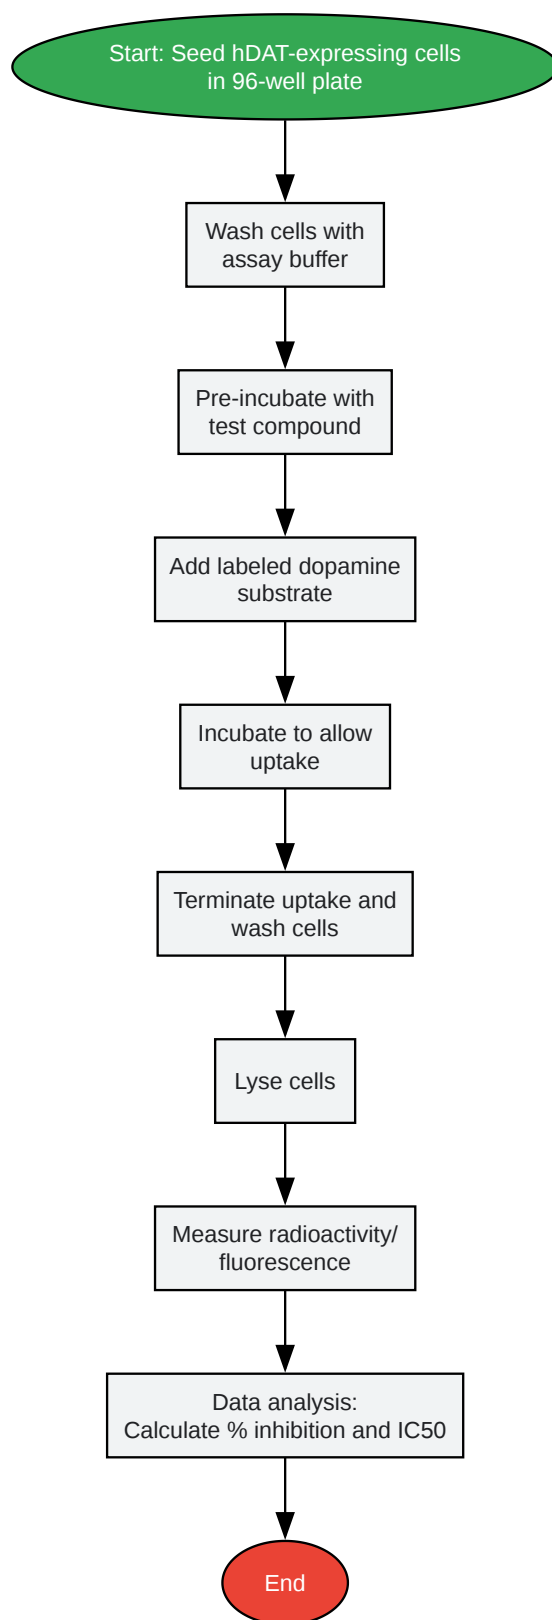 Start: Seed hDAT-expressing cells
in 96-well plate
Wash cells with
assay buffer
Pre-incubate with
test compound
Add labeled dopamine
substrate
Incubate to allow
uptake
Terminate uptake and
wash cells
Lyse cells
Measure radioactivity/
fluorescence
Data analysis:
Calculate % inhibition and IC50
End